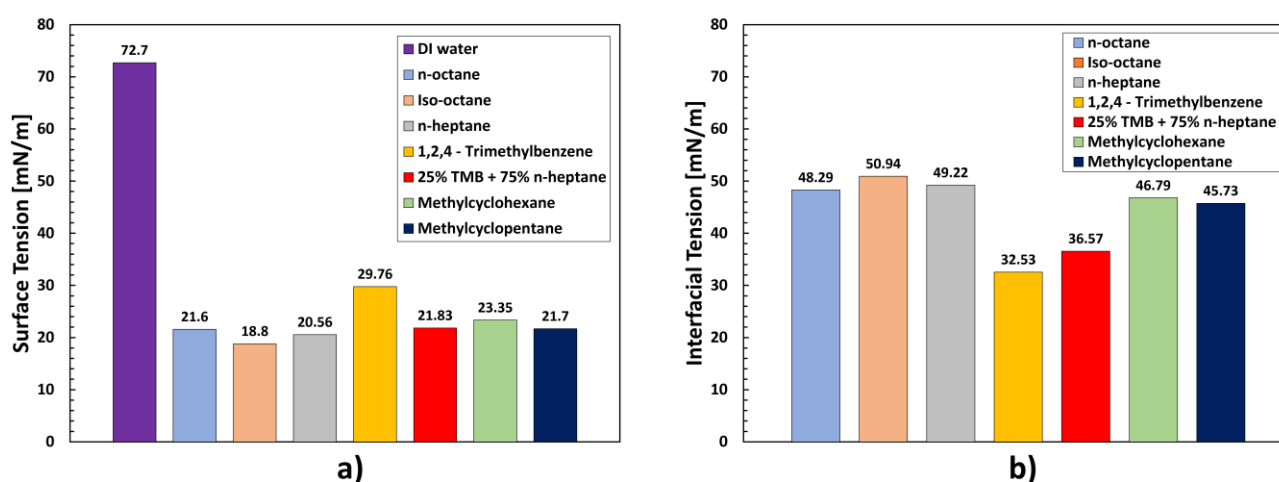 Surface Tension [mN/m]
80
70
60
50
40
30
20
10
0
72.7
21.6
18.8
20.56
29.76
21.83
23.35
21.7
DI water
n-octane
Iso-octane
n-heptane
1,2,4 - Trimethylbenzene
25% TMB + 75% n-heptane
Methylcyclohexane
Methylcyclopentane
a)
Interfacial Tension [mN/m]
80
70
60
50
40
30
20
10
0
48.29
50.94
49.22
32.53
36.57
46.79
45.73
n-octane
Iso-octane
n-heptane
1,2,4 - Trimethylbenzene
25% TMB + 75% n-heptane
Methylcyclohexane
Methylcyclopentane
b)